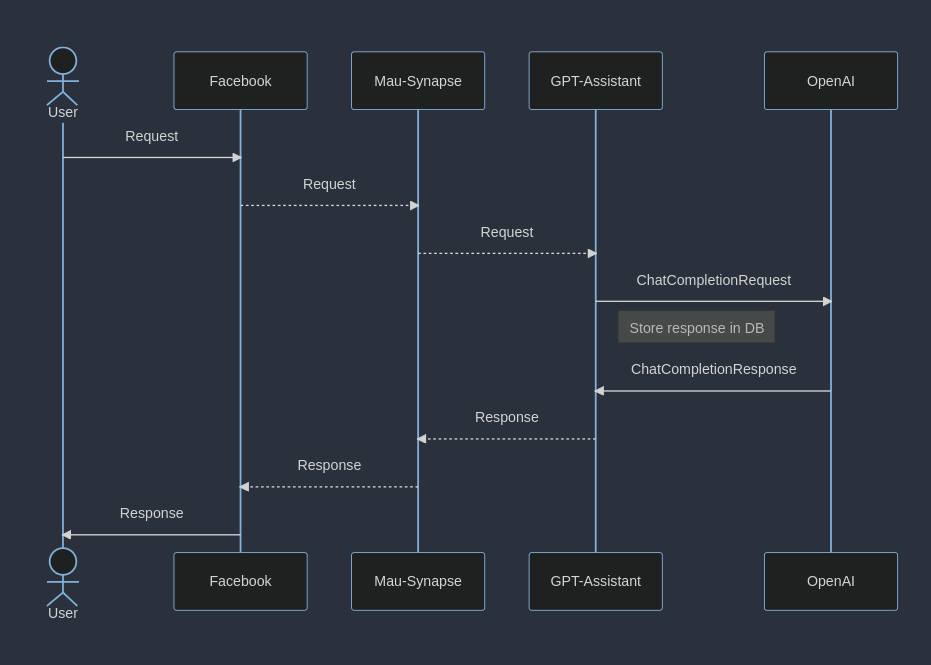 User
Facebook
Mau-Synapse
GPT-Assistant
OpenAI
Request
Request
Request
ChatCompletionRequest
Store response in DB
ChatCompletionResponse
Response
Response
Response
User
Facebook
Mau-Synapse
GPT-Assistant
OpenAI